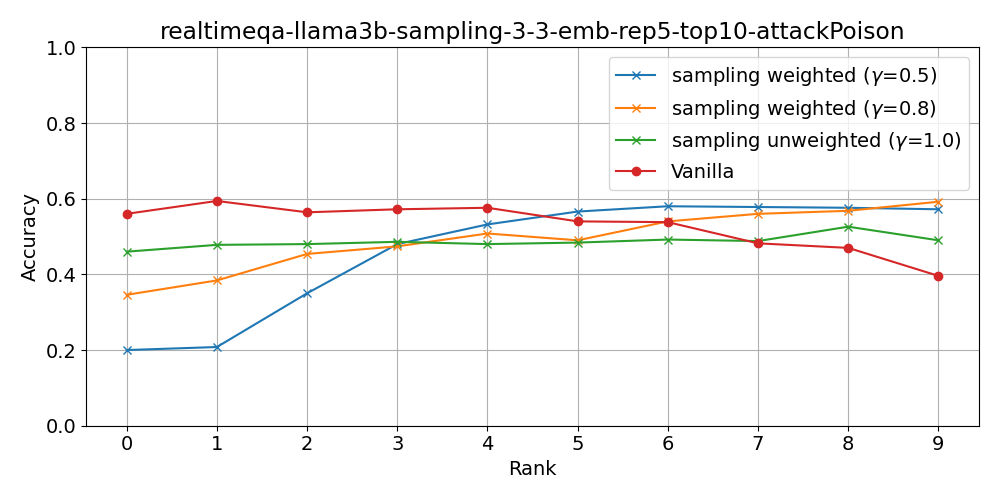 realtimeqa-llama3b-sampling-3-3-emb-rep5-top10-attackPoison
sampling weighted (γ=0.5)
sampling weighted (γ=0.8)
sampling unweighted (γ=1.0)
Vanilla
Accuracy
1.0
0.8
0.6
0.4
0.2
0.0
0 1 2 3 4 5 6 7 8 9
Rank